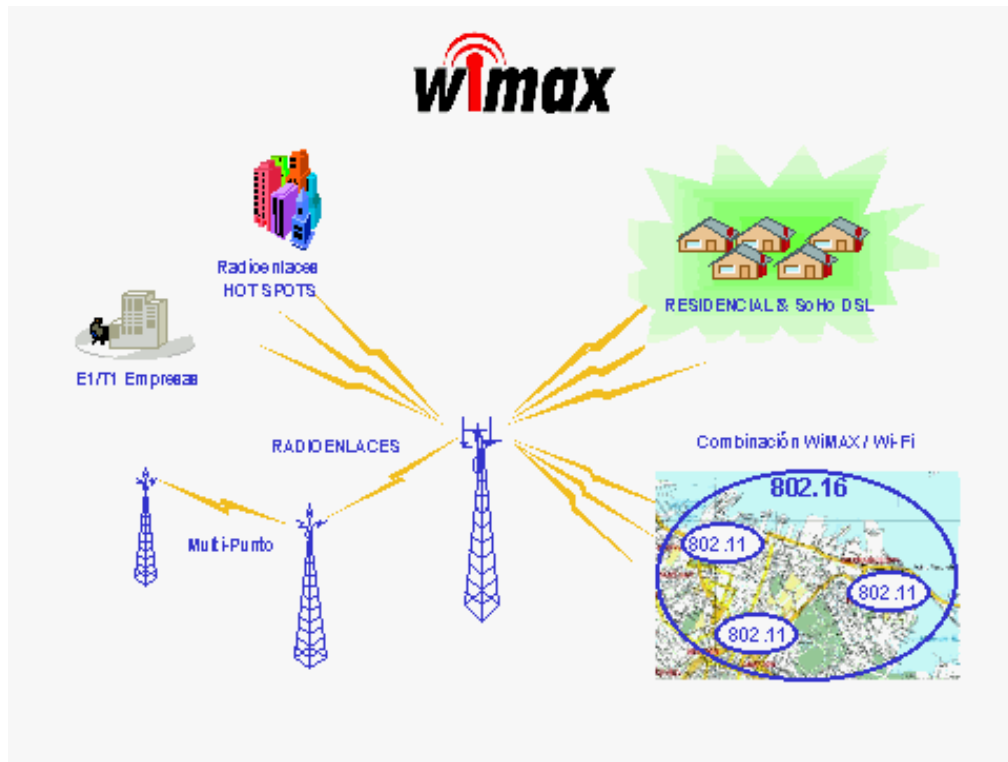 wimax
Radioenlaces
HOT SPOTS
RESIDENCIAL & SoHo DSL
E1/T1 Empresas
RADIOENLACES
Combinación WiMAX / Wi-Fi
802.16
802.11
802.11
802.11
Multi-Punto